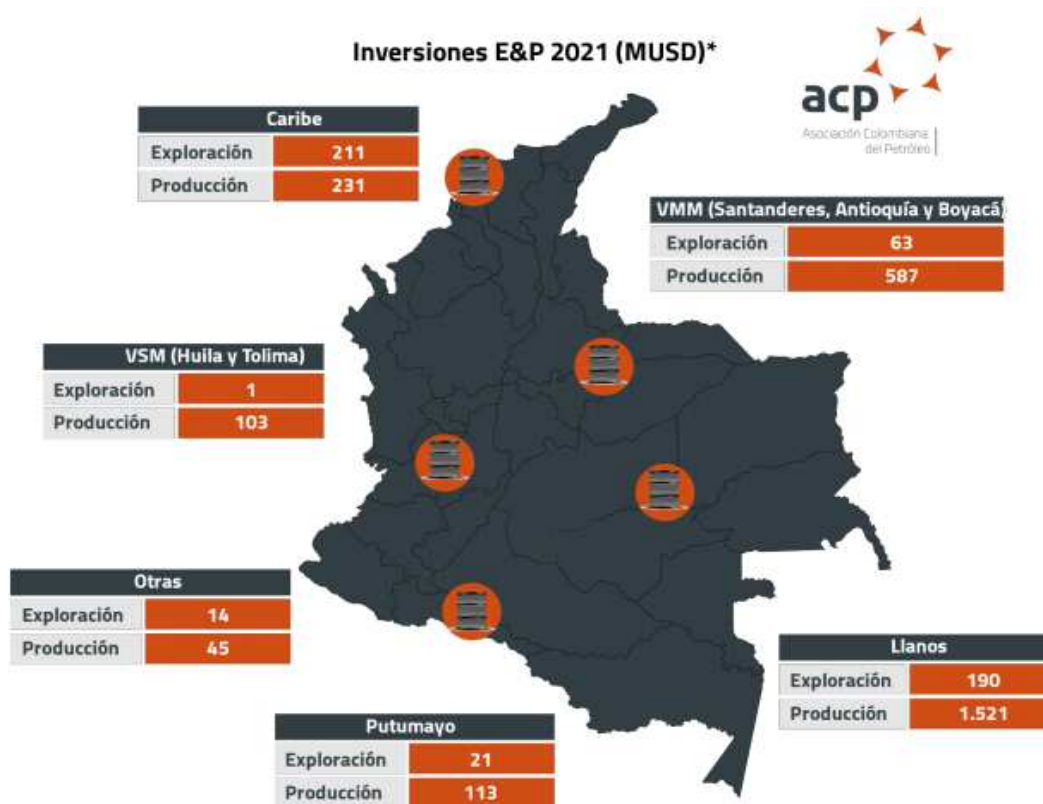 Inversiones E&P 2021 (MUSD)*
acp
Asociación Colombiana
del Petróleo
Caribe
Exploración 211
Producción 231
VMM (Santanderes, Antioquía y Boyacá)
Exploración 63
Producción 587
VSM (Huila y Tolima)
Exploración 1
Producción 103
Otras
Exploración 14
Producción 45
Llanos
Exploración 190
Producción 1.521
Putumayo
Exploración 21
Producción 113